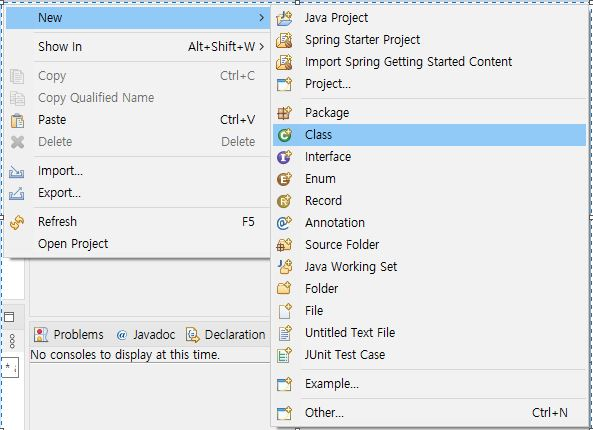 New
Show In Alt+Shift+W
Copy Ctrl+C
Copy Qualified Name
Paste Ctrl+V
Delete Delete
Import...
Export...
Refresh F5
Open Project
Java Project
Spring Starter Project
Import Spring Getting Started Content
Project...
Package
Class
Interface
Enum
Record
Annotation
Source Folder
Java Working Set
Folder
File
Untitled Text File
JUnit Test Case
Example...
Other... Ctrl+N
Problems @ Javadoc Declaration
No consoles to display at this time.